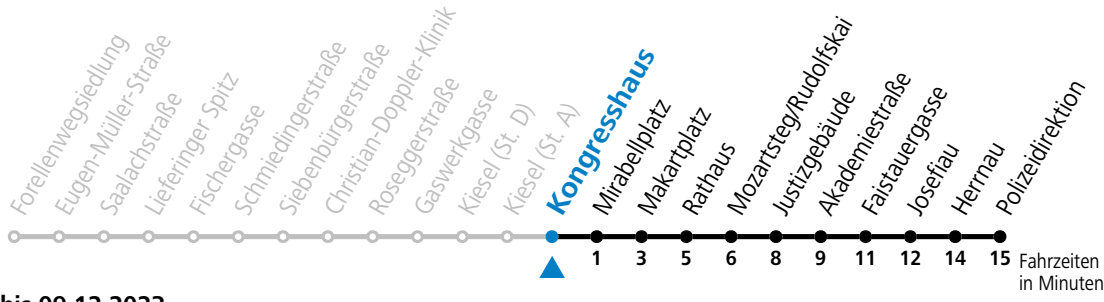 Forellenwegsiedlung
Eugen-Müller-Straße
Saalachstraße
Lieferinger Spitz
Fischergasse
Schmiedingerstraße
Siebenbürgerstraße
Christian-Doppler-Klinik
Roseggerstraße
Gaswerkgasse
Kiesel (St. D)
Kiesel (St. A)
Kongresshaus
Mirabellplatz
Makartplatz
Rathaus
Mozartsteg/Rudolfskai
Justizgebäude
Akademiestraße
Faistauergasse
Josefiau
Herrnau
Polizeidirektion
1 3 5 6 8 9 11 12 14 15 Fahrzeiten
in Minuten
bis 09.12.2023